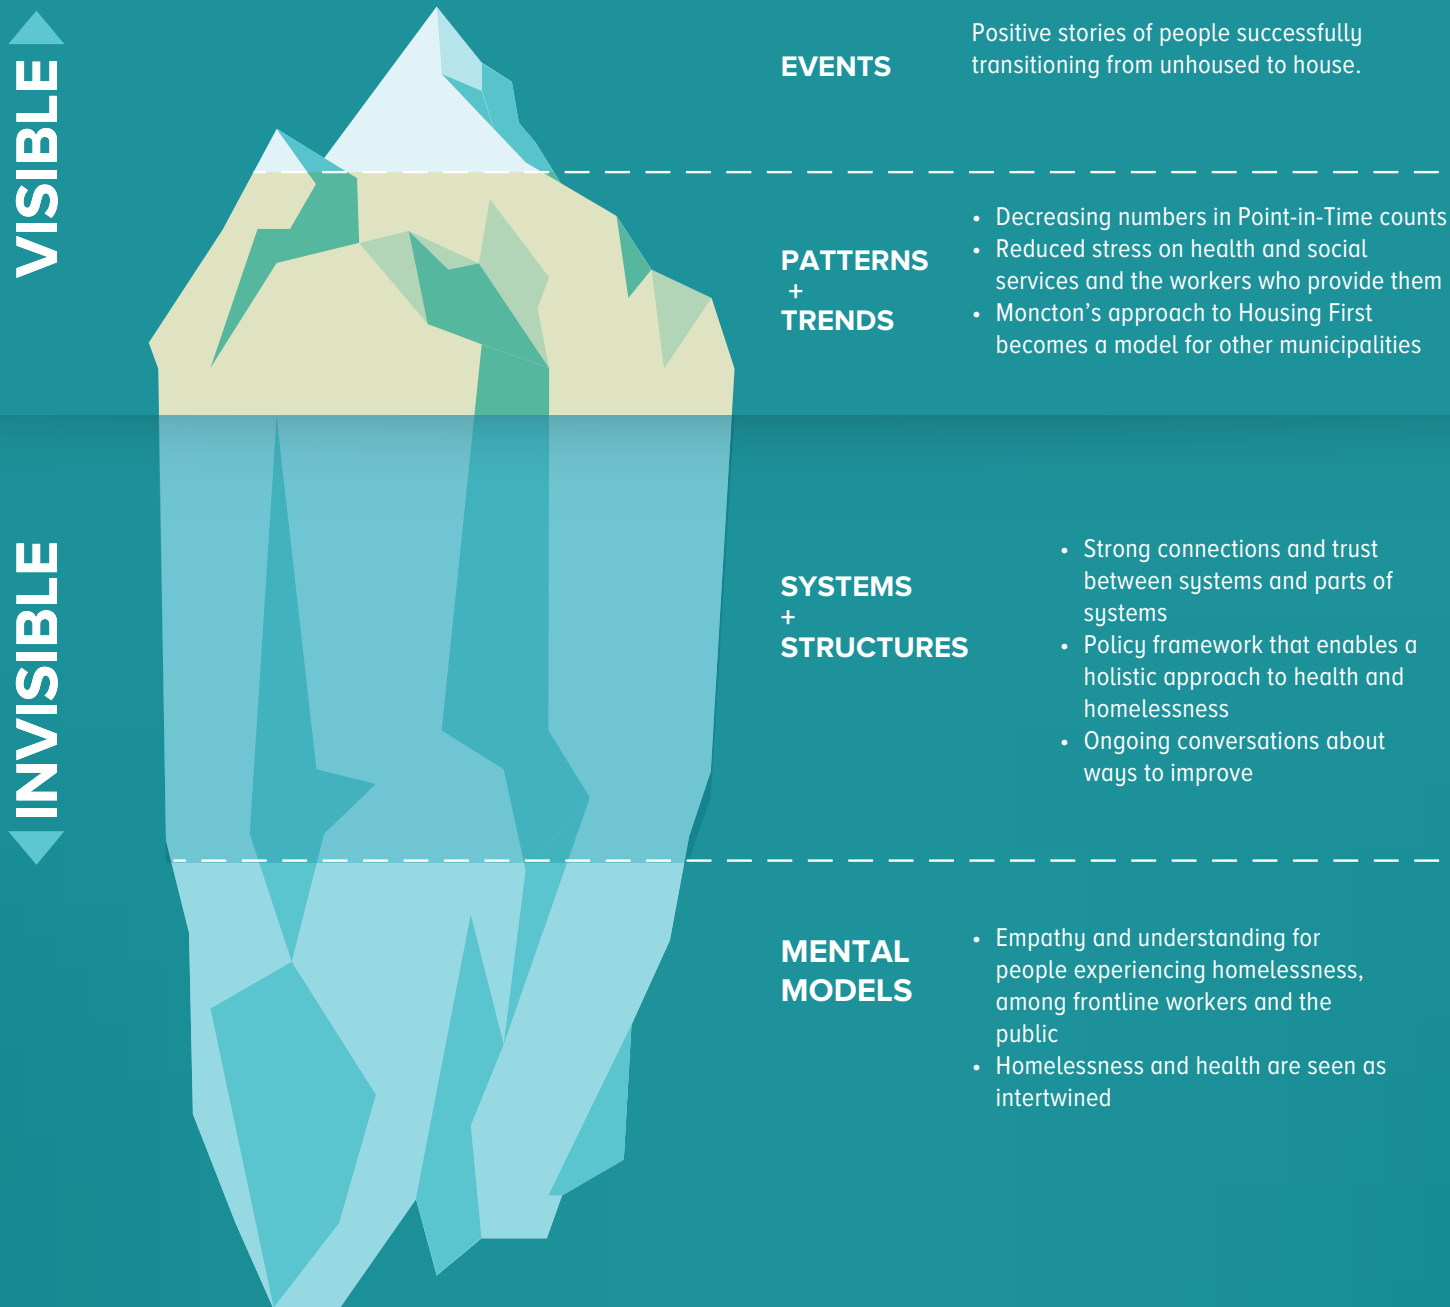 VISIBLE
EVENTS
Positive stories of people successfully
transitioning from unhoused to house.
PATTERNS
+
TRENDS
• Decreasing numbers in Point-in-Time counts
• Reduced stress on health and social
services and the workers who provide them
• Moncton’s approach to Housing First
becomes a model for other municipalities
INVISIBLE
SYSTEMS
+
STRUCTURES
• Strong connections and trust
between systems and parts of
systems
• Policy framework that enables a
holistic approach to health and
homelessness
• Ongoing conversations about
ways to improve
MENTAL
MODELS
• Empathy and understanding for
people experiencing homelessness,
among frontline workers and the
public
• Homelessness and health are seen as
intertwined